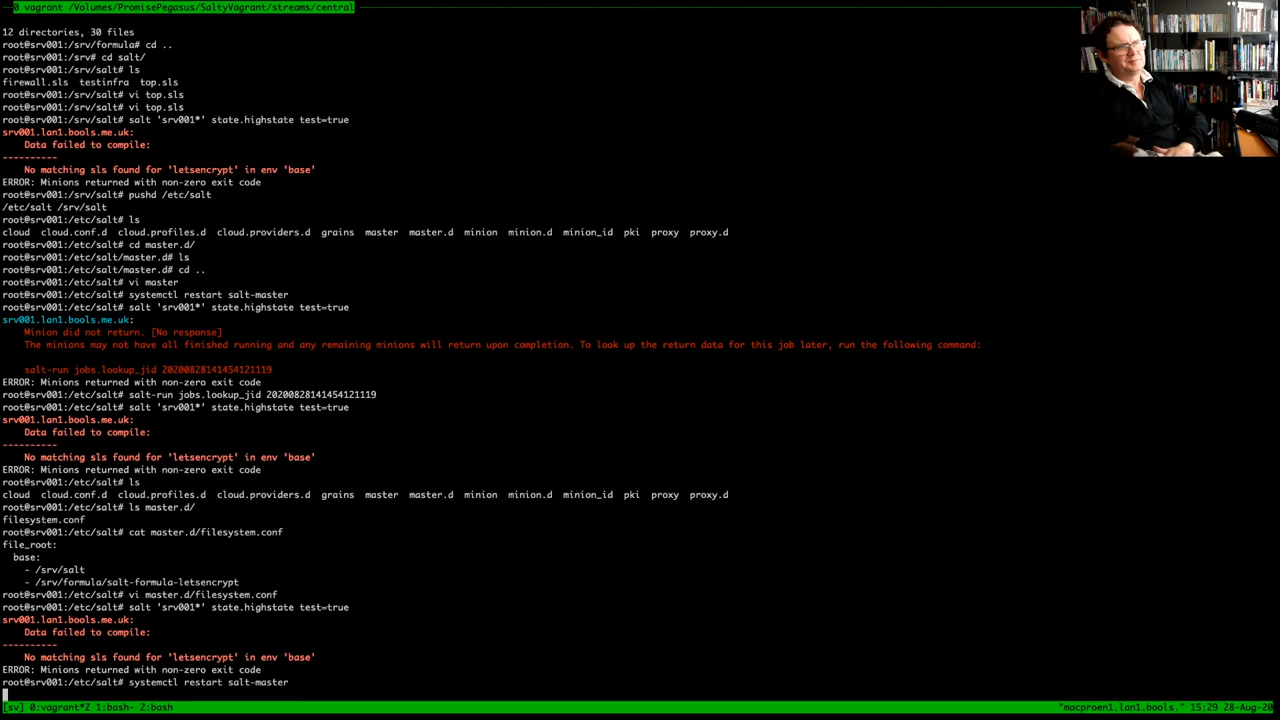 0 vagrant /Volumes/PromisePegasus/SaltyVagrant/streams/central
12 directories, 30 files
root@srv001:/srv/formula# cd ..
root@srv001:/srv# cd salt/
root@srv001:/srv/salt# ls
firewall.sls  testinfra  top.sls
root@srv001:/srv/salt# vi top.sls
root@srv001:/srv/salt# vi top.sls
root@srv001:/srv/salt# salt 'srv001*' state.highstate test=true
srv001.lan1.bools.me.uk:
    Data failed to compile:
----------
    No matching sls found for 'letsencrypt' in env 'base'
ERROR: Minions returned with non-zero exit code
root@srv001:/srv/salt# pushd /etc/salt
/etc/salt /srv/salt
root@srv001:/etc/salt# ls
cloud  cloud.conf.d  cloud.profiles.d  cloud.providers.d  grains  master  master.d  minion  minion.d  minion_id  pki  proxy  proxy.d
root@srv001:/etc/salt# cd master.d/
root@srv001:/etc/salt/master.d# ls
root@srv001:/etc/salt/master.d# cd ..
root@srv001:/etc/salt# vi master
root@srv001:/etc/salt# systemctl restart salt-master
root@srv001:/etc/salt# salt 'srv001*' state.highstate test=true
srv001.lan1.bools.me.uk:
    Minion did not return. [No response]
    The minions may not have all finished running and any remaining minions will return upon completion. To look up the return data for this job later, run the following command:
    salt-run jobs.lookup_jid 20200828141454121119
ERROR: Minions returned with non-zero exit code
root@srv001:/etc/salt# salt-run jobs.lookup_jid 20200828141454121119
root@srv001:/etc/salt# salt 'srv001*' state.highstate test=true
srv001.lan1.bools.me.uk:
    Data failed to compile:
----------
    No matching sls found for 'letsencrypt' in env 'base'
ERROR: Minions returned with non-zero exit code
root@srv001:/etc/salt# ls
cloud  cloud.conf.d  cloud.profiles.d  cloud.providers.d  grains  master  master.d  minion  minion.d  minion_id  pki  proxy  proxy.d
root@srv001:/etc/salt# ls master.d/
filesystem.conf
root@srv001:/etc/salt# cat master.d/filesystem.conf
file_root:
  base:
    - /srv/salt
    - /srv/formula/salt-formula-letsencrypt
root@srv001:/etc/salt# vi master.d/filesystem.conf
root@srv001:/etc/salt# salt 'srv001*' state.highstate test=true
srv001.lan1.bools.me.uk:
    Data failed to compile:
----------
    No matching sls found for 'letsencrypt' in env 'base'
ERROR: Minions returned with non-zero exit code
root@srv001:/etc/salt# systemctl restart salt-master
[sv] 0:vagrant*Z 1:bash- 2:bash "macproen1.lan1.bools." 15:29 28-Aug-20